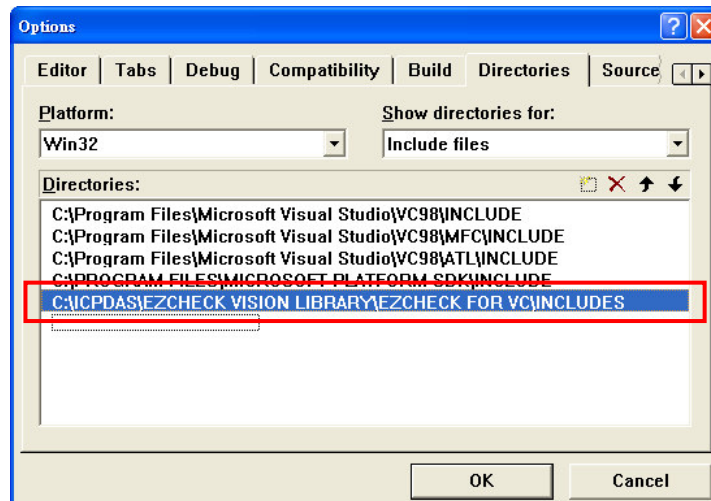 Options
Editor Tabs Debug Compatibility Build Directories Source
Platform: Show directories for:
Win32 Include files
Directories:
C:\Program Files\Microsoft Visual Studio\VC98\INCLUDE
C:\Program Files\Microsoft Visual Studio\VC98\MFC\INCLUDE
C:\Program Files\Microsoft Visual Studio\VC98\ATL\INCLUDE
C:\PROGRAM FILES\MICROSOFT PLATFORM SDK\INCLUDE
C:\ICPDAS\EZCHECK VISION LIBRARY\EZCHECK FOR VC\INCLUDES
OK Cancel